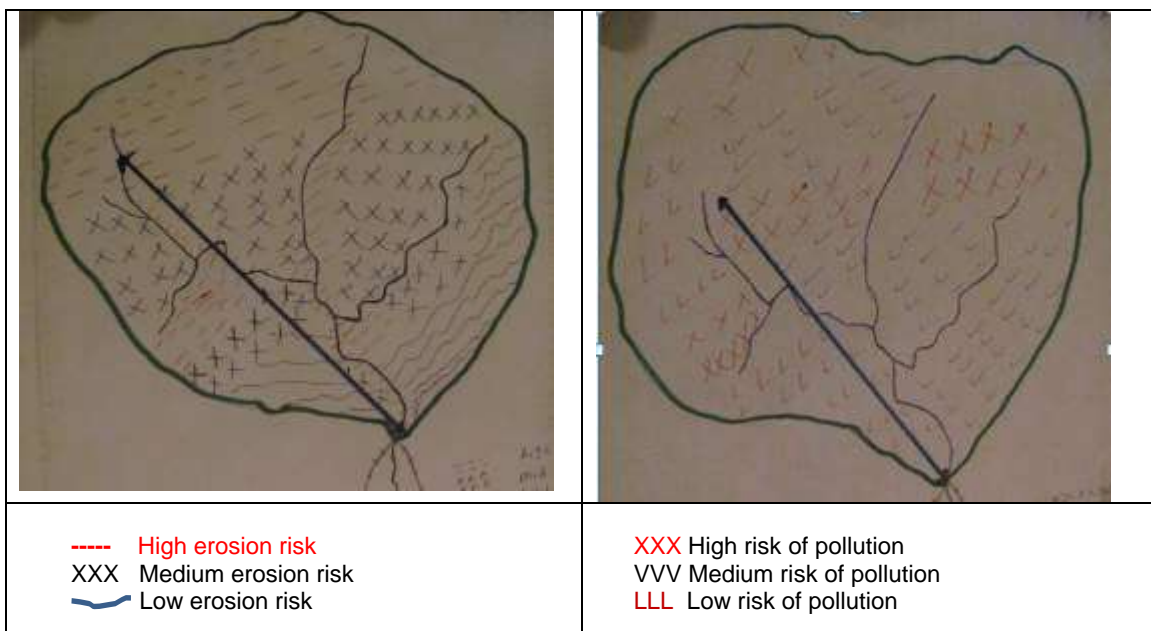 ----- High erosion risk
XXX Medium erosion risk
Low erosion risk
XXX High risk of pollution
VVV Medium risk of pollution
LLL Low risk of pollution